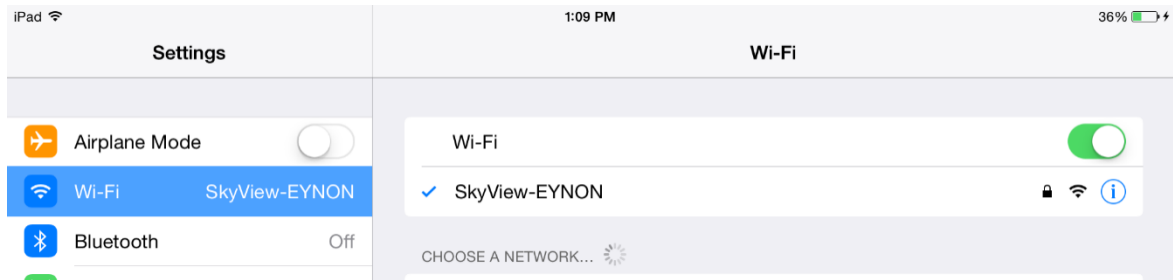 iPad 1:09 PM 36%
Settings Wi-Fi
Airplane Mode
Wi-Fi SkyView-EYNON
Bluetooth Off
Wi-Fi
SkyView-EYNON
CHOOSE A NETWORK...